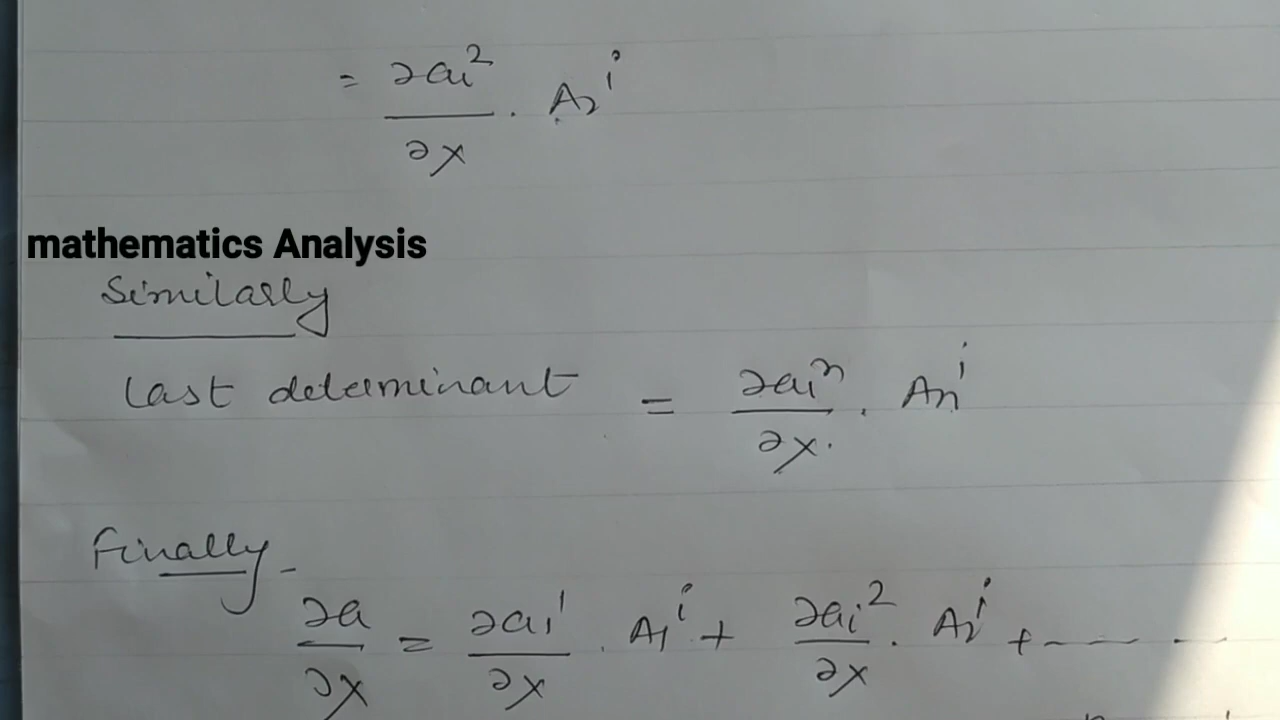 = ∂aᵢ² / ∂x . A₂ⁱ
mathematics Analysis
Similarly
Last determinant = ∂aᵢⁿ / ∂x . Aₙⁱ
Finally -
∂a / ∂x = ∂aᵢ¹ / ∂x . A₁ⁱ + ∂aᵢ² / ∂x . A₂ⁱ + - - - -